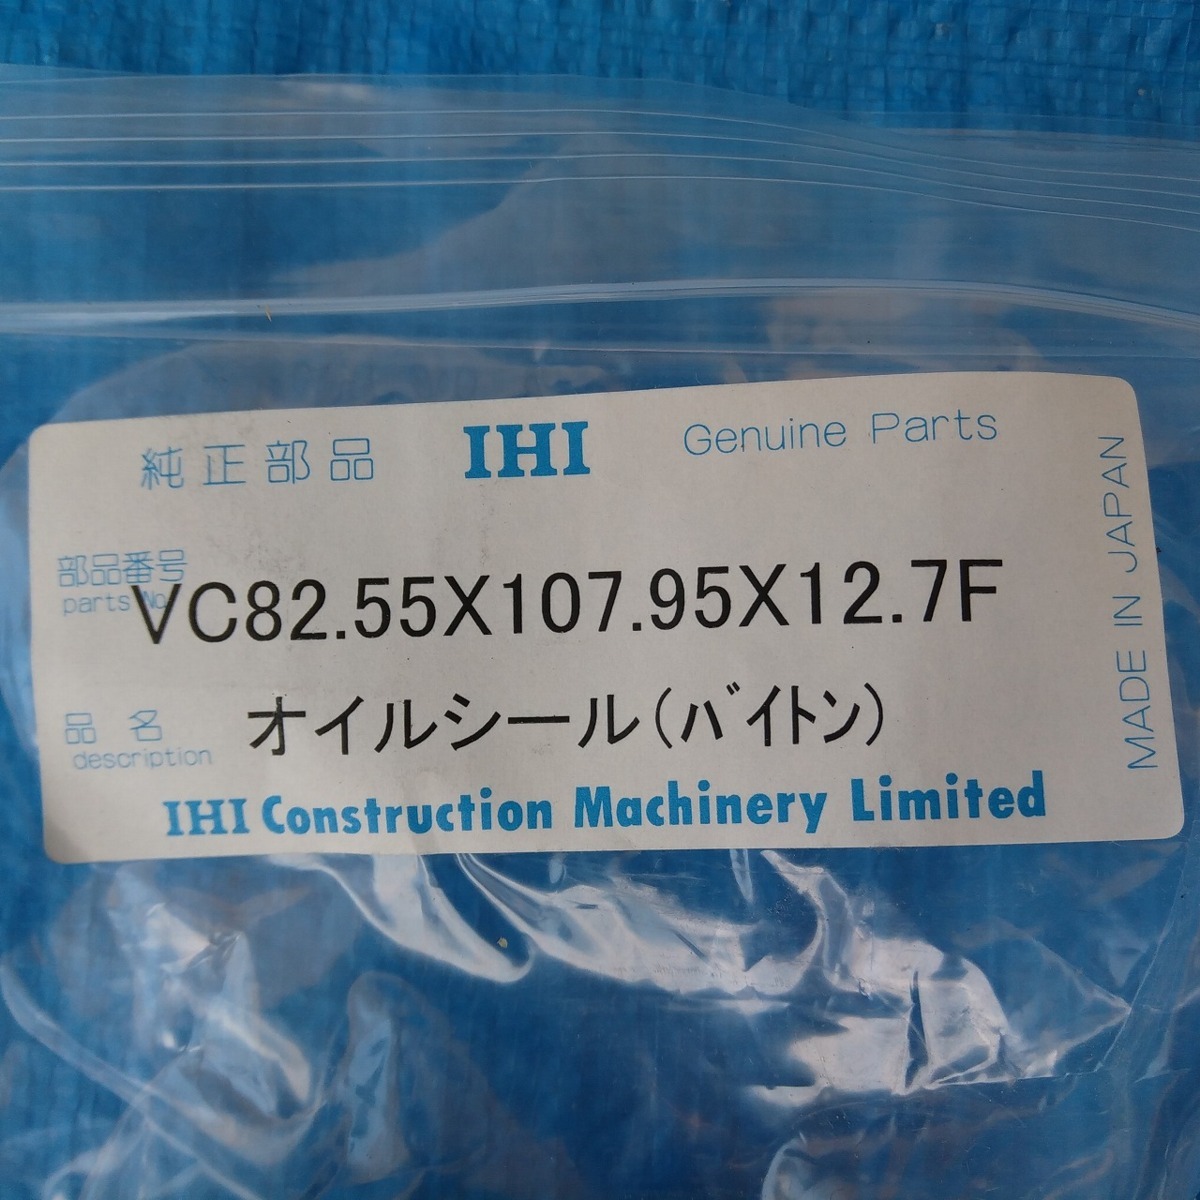 純正部品 IHI Genuine Parts
部品番号
parts No. VC82.55X107.95X12.7F
品名 オイルシール(ﾊﾞｲﾄﾝ)
description
IHI Construction Machinery Limited
MADE IN JAPAN